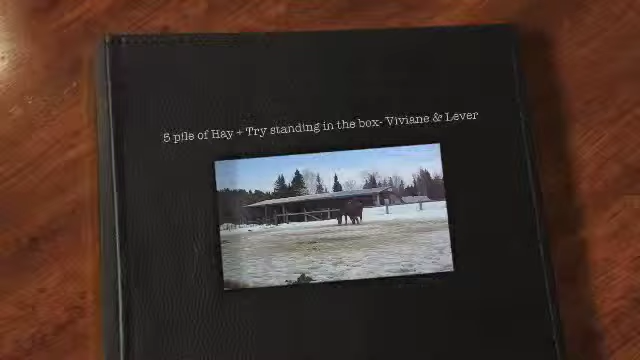 5 pile of Hay + Try standing in the box- Viviane & Lever